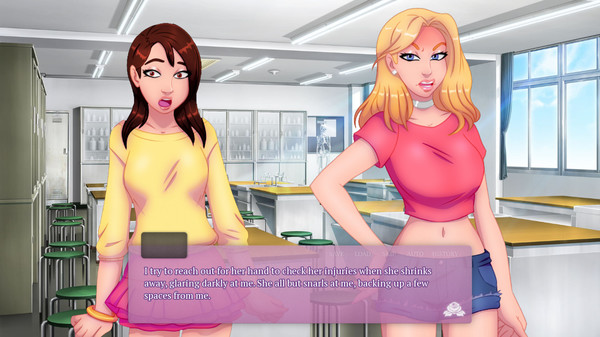 I try to reach out for her hand to check her injuries when she shrinks
away, glaring darkly at me. She all but snarls at me, backing up a few
spaces from me.